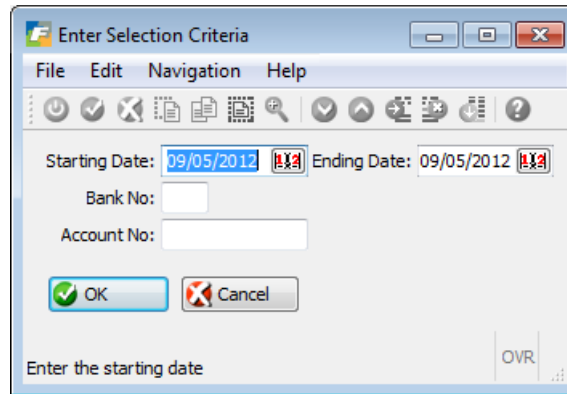 Enter Selection Criteria
File Edit Navigation Help
Starting Date: 09/05/2012 Ending Date: 09/05/2012
Bank No:
Account No:
OK Cancel
Enter the starting date OVR